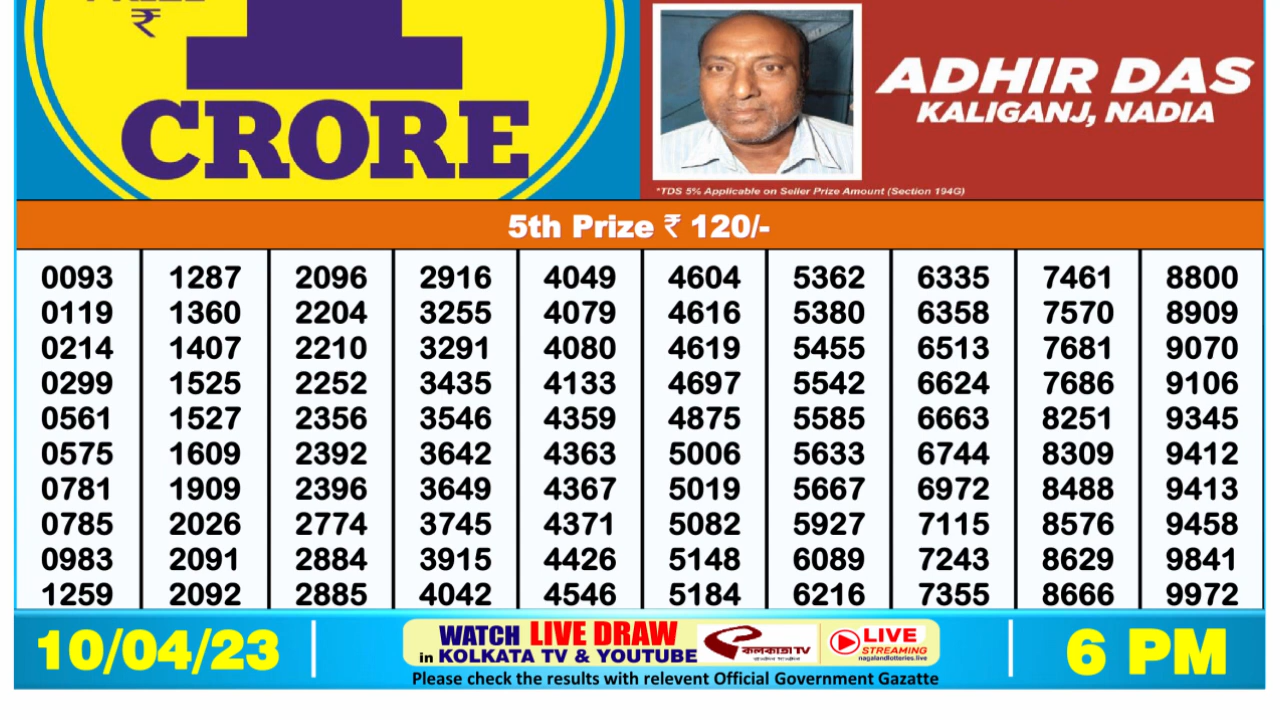 ₹
1
CRORE
ADHIR DAS
KALIGANJ, NADIA
*TDS 5% Applicable on Seller Prize Amount (Section 194G)
5th Prize ₹ 120/-
0093 1287 2096 2916 4049 4604 5362 6335 7461 8800
0119 1360 2204 3255 4079 4616 5380 6358 7570 8909
0214 1407 2210 3291 4080 4619 5455 6513 7681 9070
0299 1525 2252 3435 4133 4697 5542 6624 7686 9106
0561 1527 2356 3546 4359 4875 5585 6663 8251 9345
0575 1609 2392 3642 4363 5006 5633 6744 8309 9412
0781 1909 2396 3649 4367 5019 5667 6972 8488 9413
0785 2026 2774 3745 4371 5082 5927 7115 8576 9458
0983 2091 2884 3915 4426 5148 6089 7243 8629 9841
1259 2092 2885 4042 4546 5184 6216 7355 8666 9972
10/04/23
WATCH LIVE DRAW
in KOLKATA TV & YOUTUBE
কলকাতা TV
LIVE
STREAMING
nagalandlotteries.live
Please check the results with relevent Official Government Gazatte
6 PM